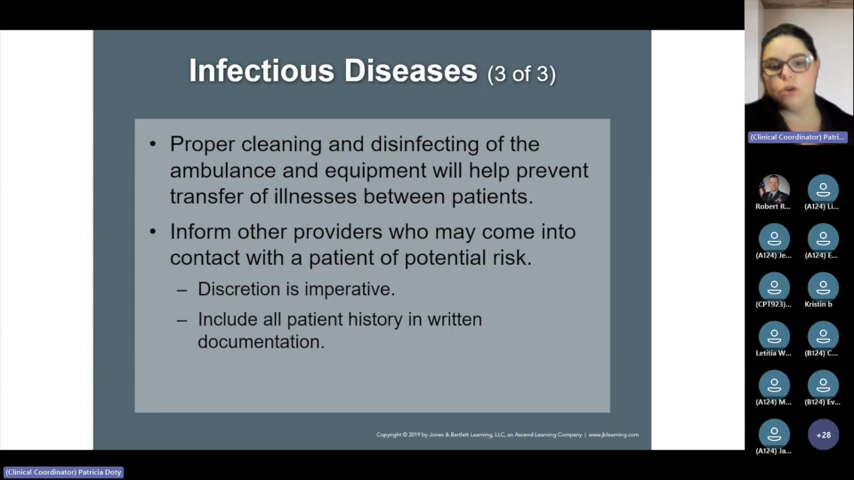 Infectious Diseases (3 of 3)
• Proper cleaning and disinfecting of the
ambulance and equipment will help prevent
transfer of illnesses between patients.
• Inform other providers who may come into
contact with a patient of potential risk.
– Discretion is imperative.
– Include all patient history in written
documentation.
Copyright © 2019 by Jones & Bartlett Learning, LLC, an Ascend Learning Company | www.jblearning.com
(Clinical Coordinator) Patricia Doty
(Clinical Coordinator) Patri...
Robert R...
(A124) Li...
(A124) Je...
(A124) E...
(CPT923)...
Kristin b
Letitia W...
(B124) C...
(A124) M...
(B124) Ev...
(A124) Ja...
+28